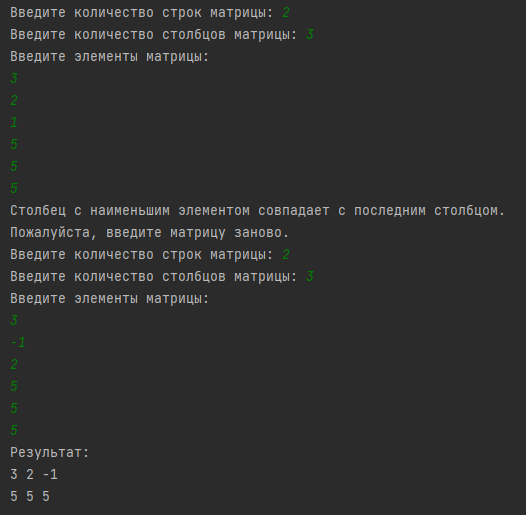 Введите количество строк матрицы: 2
Введите количество столбцов матрицы: 3
Введите элементы матрицы:
3
2
1
5
5
5
Столбец с наименьшим элементом совпадает с последним столбцом.
Пожалуйста, введите матрицу заново.
Введите количество строк матрицы: 2
Введите количество столбцов матрицы: 3
Введите элементы матрицы:
3
-1
2
5
5
5
Результат:
3 2 -1
5 5 5